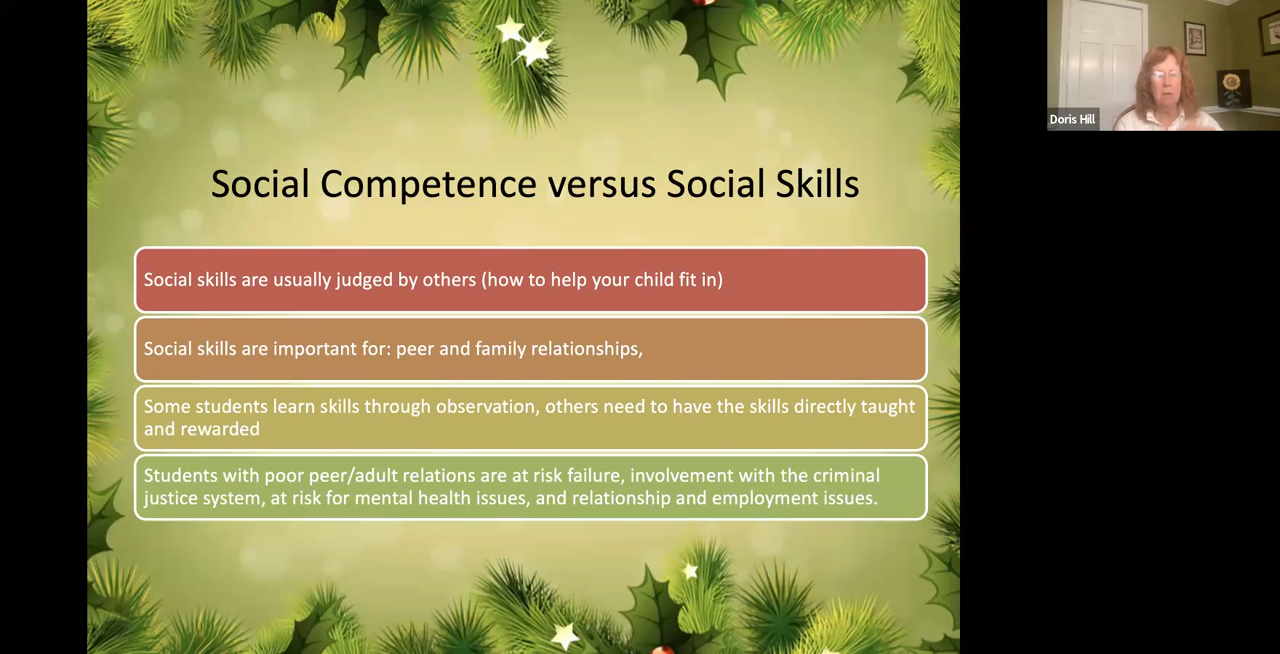 Social Competence versus Social Skills
Social skills are usually judged by others (how to help your child fit in)
Social skills are important for: peer and family relationships,
Some students learn skills through observation, others need to have the skills directly taught
and rewarded
Students with poor peer/adult relations are at risk failure, involvement with the criminal
justice system, at risk for mental health issues, and relationship and employment issues.
Doris Hill